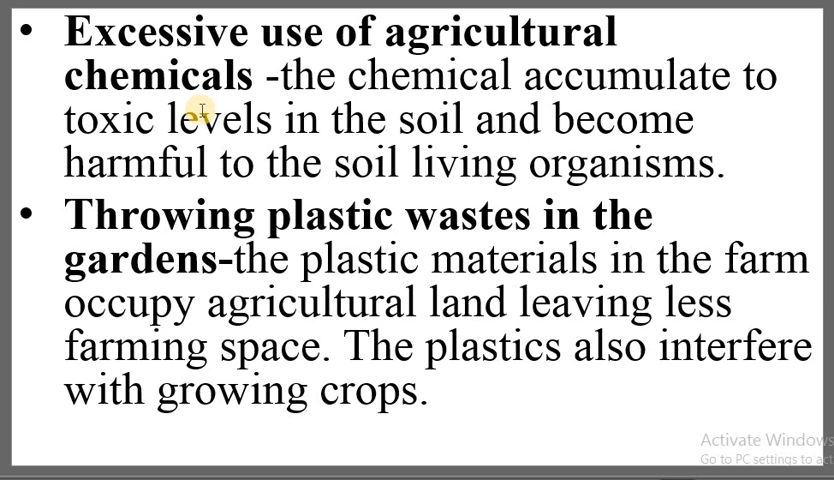 • Excessive use of agricultural
chemicals -the chemical accumulate to
toxic levels in the soil and become
harmful to the soil living organisms.
• Throwing plastic wastes in the
gardens-the plastic materials in the farm
occupy agricultural land leaving less
farming space. The plastics also interfere
with growing crops.
Activate Windows
Go to PC settings to act